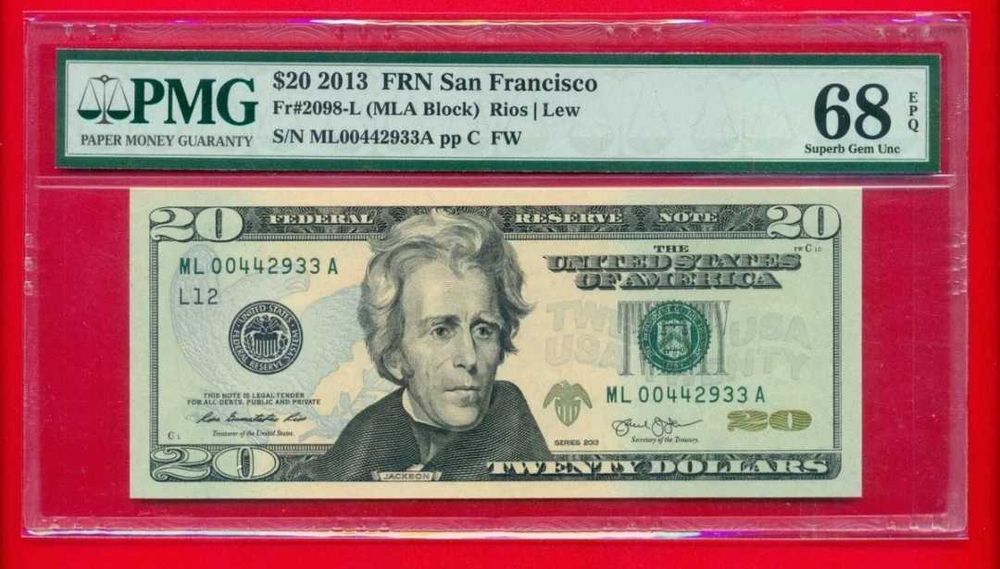 PMG
PAPER MONEY GUARANTY
$20 2013 FRN San Francisco
Fr#2098-L (MLA Block) Rios | Lew
S/N ML00442933A pp C FW
68
EPQ
Superb Gem Unc
20 FEDERAL RESERVE NOTE 20
THE
UNITED STATES
OF AMERICA
ML 00442933 A
L12
TWENTY USA
THIS NOTE IS LEGAL TENDER
FOR ALL DEBTS, PUBLIC AND PRIVATE
Treasurer of the United States.
ML 00442933 A
SERIES 2013
Secretary of the Treasury.
20
C 1
20
JACKSON
TWENTY DOLLARS